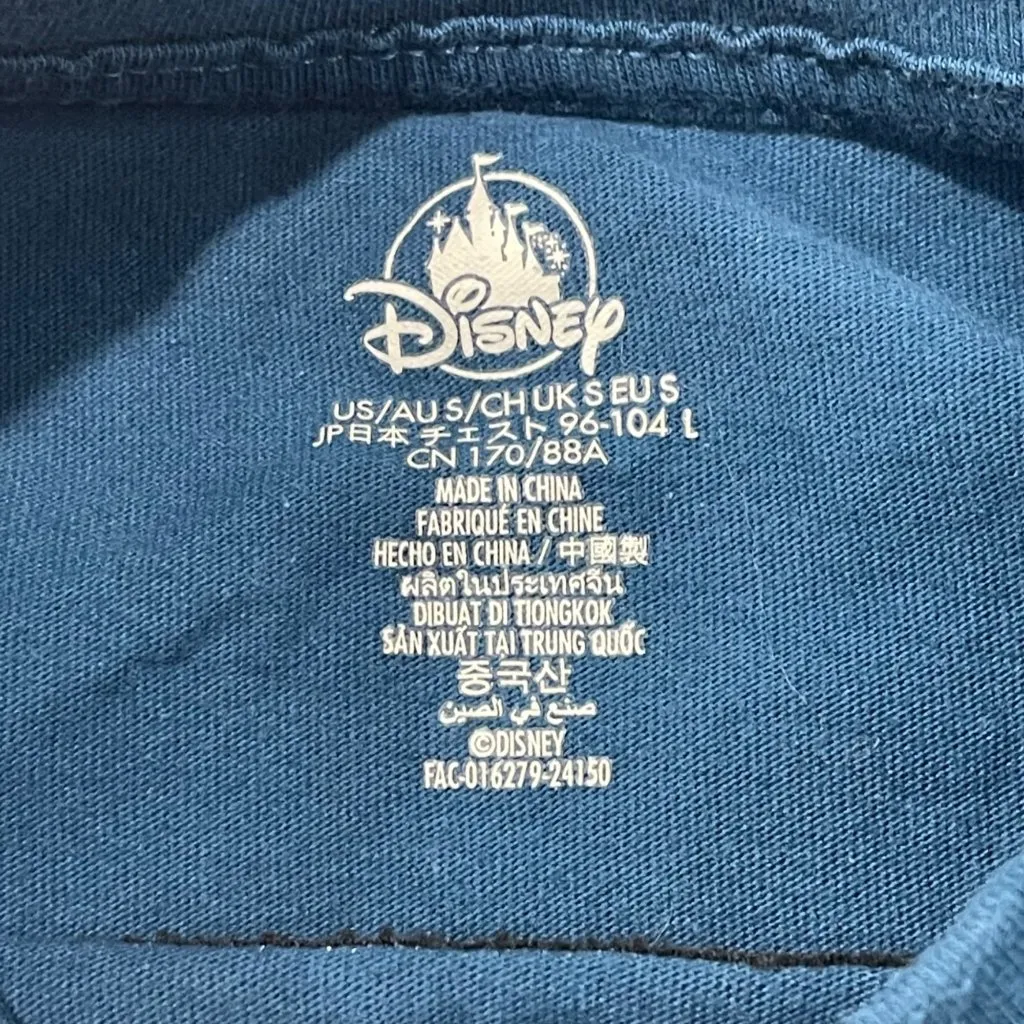 DISNEY
US/AU S/CH UK S EU S
JP日本 チェスト 96-104 L
CN 170/88A
MADE IN CHINA
FABRIQUÉ EN CHINE
HECHO EN CHINA / 中國製
ผลิตในประเทศจีน
DIBUAT DI TIONGKOK
SẢN XUẤT TẠI TRUNG QUỐC
중국산
صنع في الصين
©DISNEY
FAC-016279-24150